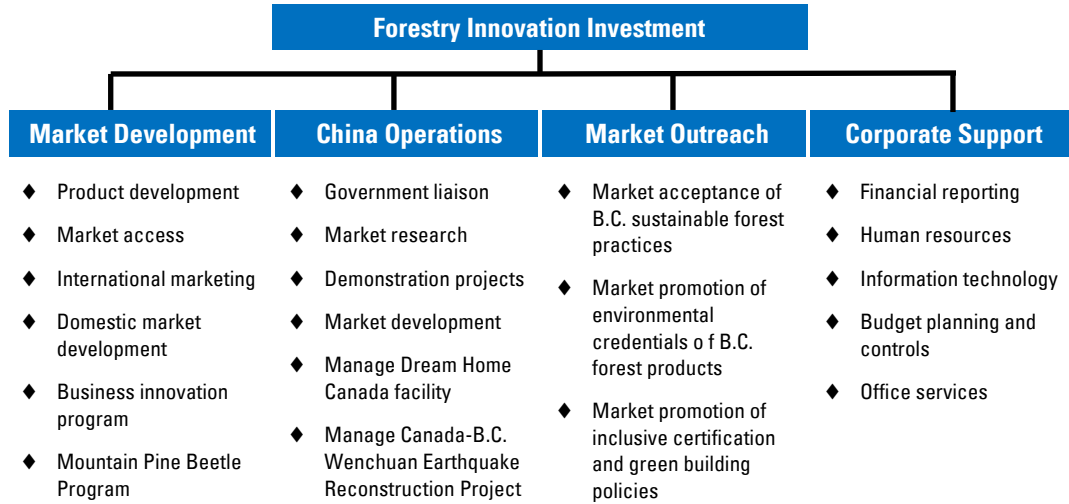 Forestry Innovation Investment
Market Development
♦ Product development
♦ Market access
♦ International marketing
♦ Domestic market
development
♦ Business innovation
program
♦ Mountain Pine Beetle
Program
China Operations
♦ Government liaison
♦ Market research
♦ Demonstration projects
♦ Market development
♦ Manage Dream Home
Canada facility
♦ Manage Canada-B.C.
Wenchuan Earthquake
Reconstruction Project
Market Outreach
♦ Market acceptance of
B.C. sustainable forest
practices
♦ Market promotion of
environmental
credentials o f B.C.
forest products
♦ Market promotion of
inclusive certification
and green building
policies
Corporate Support
♦ Financial reporting
♦ Human resources
♦ Information technology
♦ Budget planning and
controls
♦ Office services